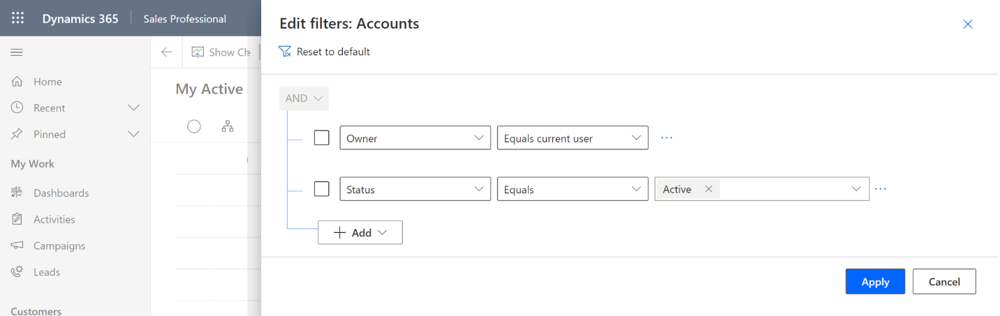 Dynamics 365
Sales Professional
Home
Recent
Pinned
My Work
Dashboards
Activities
Campaigns
Leads
Customers
Show
My Active
Edit filters: Accounts
Reset to default
AND
Owner
Equals current user
...
Status
Equals
Active
...
Add
Apply
Cancel